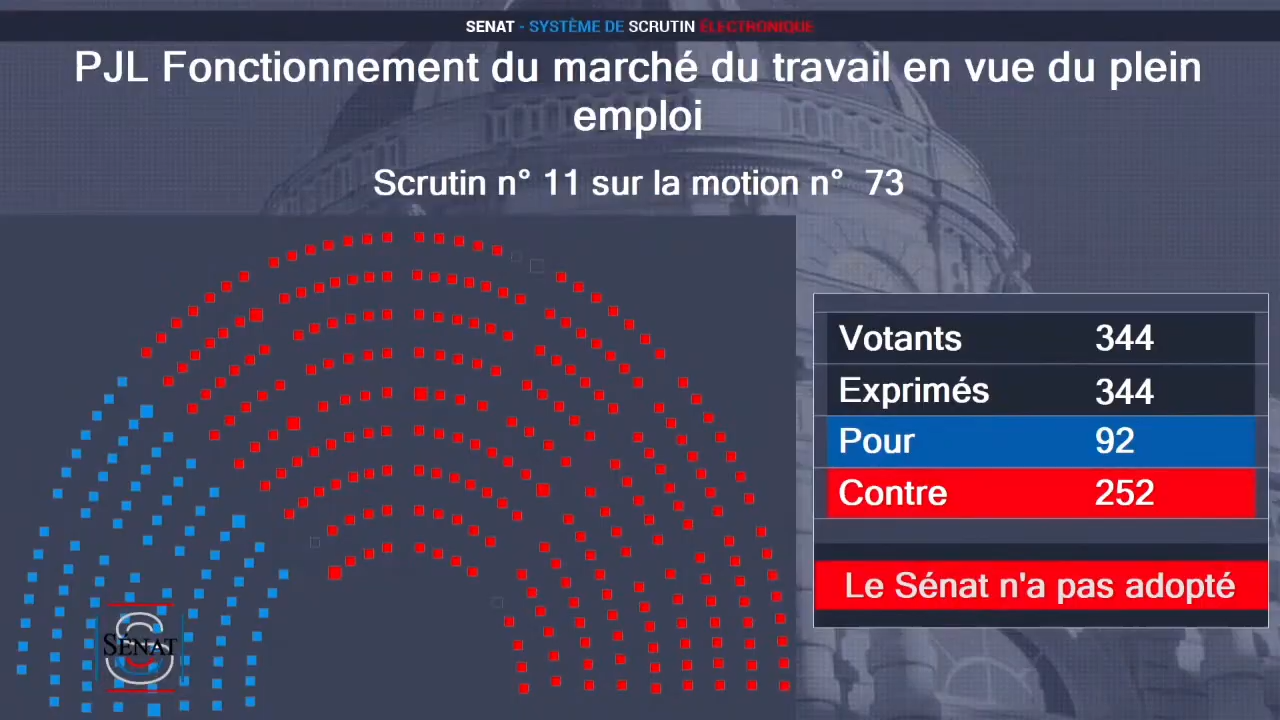 SENAT - SYSTÈME DE SCRUTIN ÉLECTRONIQUE
PJL Fonctionnement du marché du travail en vue du plein
emploi
Scrutin n° 11 sur la motion n° 73
Votants 344
Exprimés 344
Pour 92
Contre 252
Le Sénat n'a pas adopté
SÉNAT